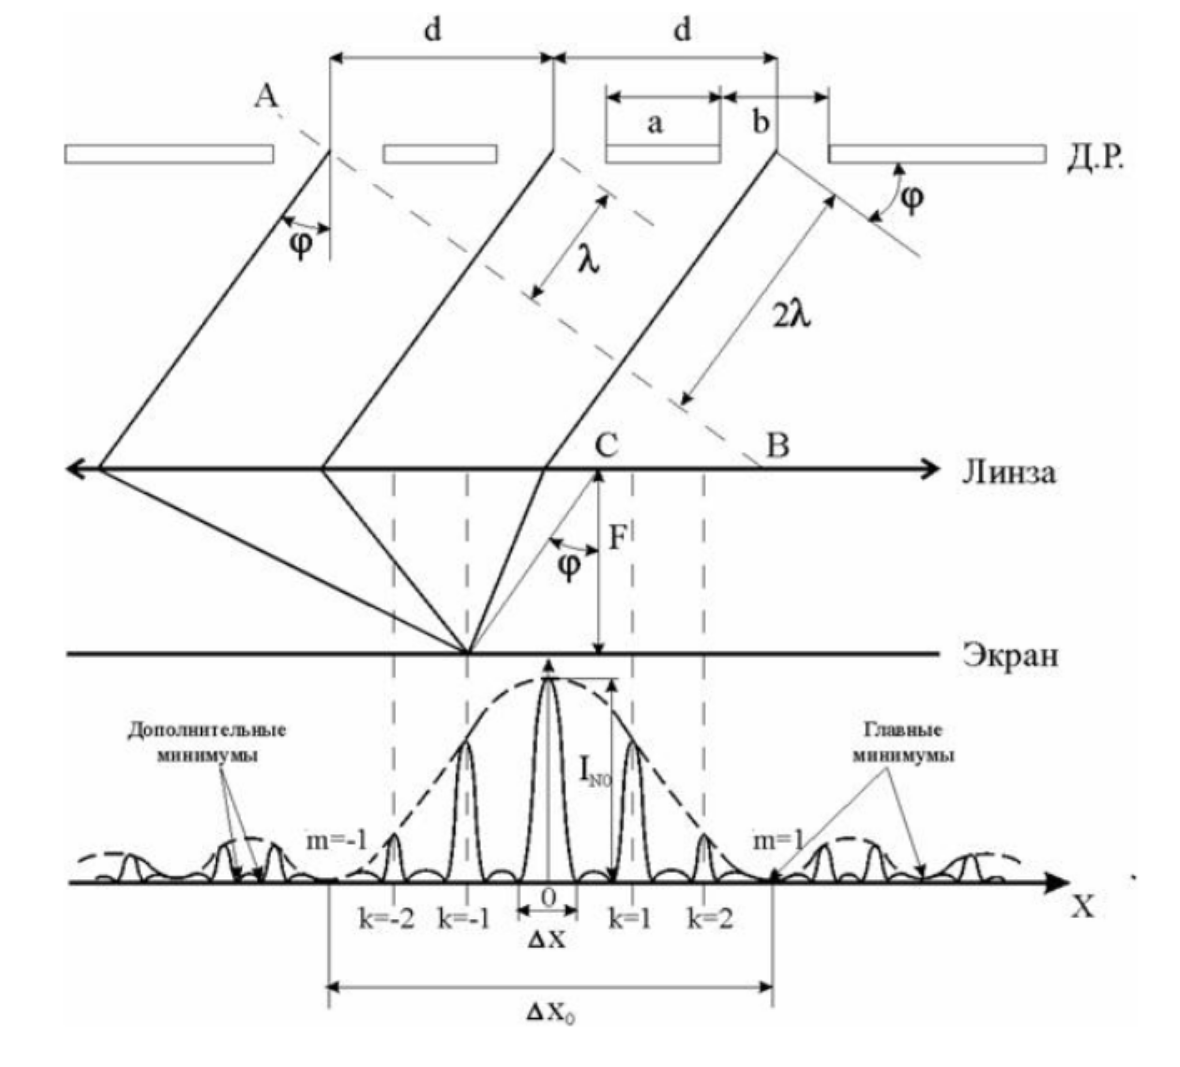 d
d
A
a
b
Д.Р.
φ
φ
λ
2λ
C
B
Линза
F
φ
Экран
Дополнительные
минимумы
Главные
минимумы
I_N0
m=-1
m=1
k=-2
k=-1
0
k=1
k=2
X
ΔX
ΔX₀